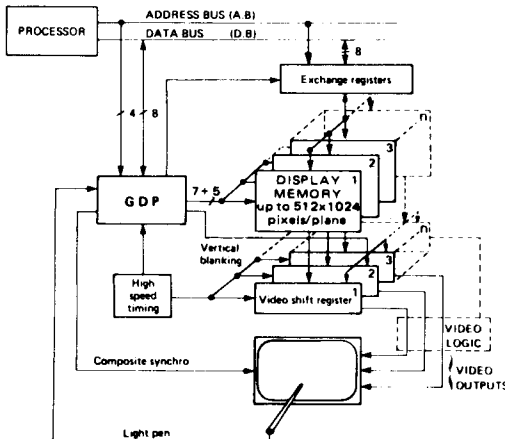 PROCESSOR
ADDRESS BUS (A.B)
DATA BUS (D.B)
8
Exchange registers
4
8
n
3
2
1
DISPLAY
MEMORY
up to 512x1024
pixels/plane
GDP
7 + 5
n
3
2
1
Vertical
blanking
High
speed
timing
Video shift register
VIDEO
LOGIC
VIDEO
OUTPUTS
Composite synchro
Light pen